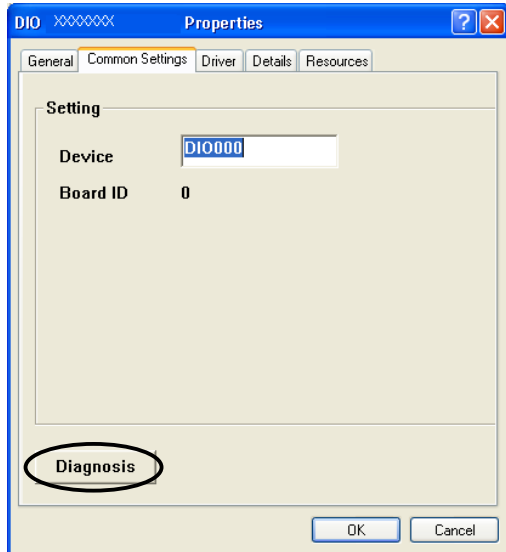 DIO XXXXXXX Properties
General Common Settings Driver Details Resources
Setting
Device DIO000
Board ID 0
Diagnosis
OK Cancel